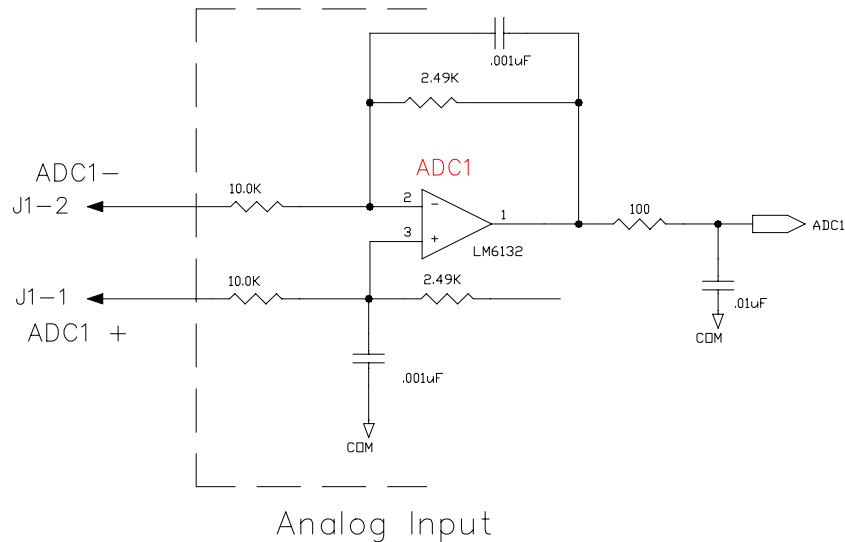 .001uF
2.49K
ADC1-
ADC1
10.0K
2
-
J1-2
1
100
3
+
LM6132
ADC1
10.0K
2.49K
J1-1
.01uF
ADC1 +
COM
.001uF
COM
Analog Input